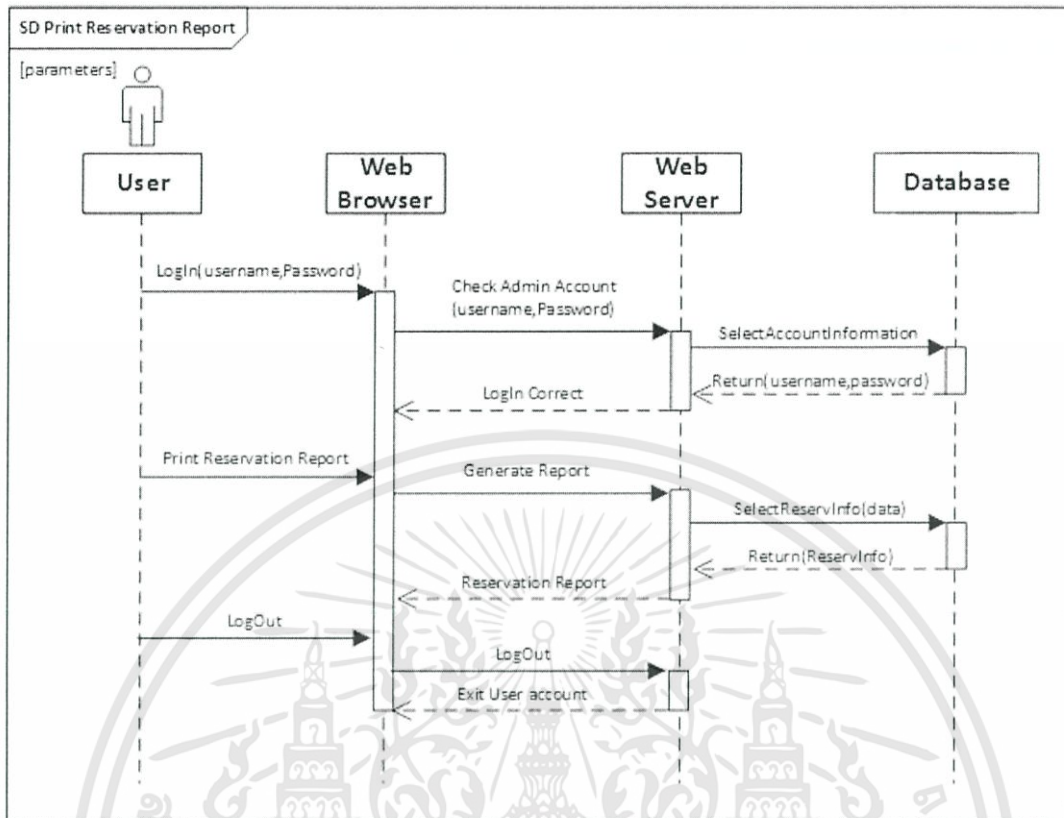 SD Print Reservation Report
[parameters]
User
Web
Browser
Web
Server
Database
LogIn(username,Password)
Check Admin Account
(username,Password)
SelectAccountInformation
Return(username,password)
LogIn Correct
Print Reservation Report
Generate Report
SelectReservInfo(data)
Return(ReservInfo)
Reservation Report
LogOut
LogOut
Exit User account